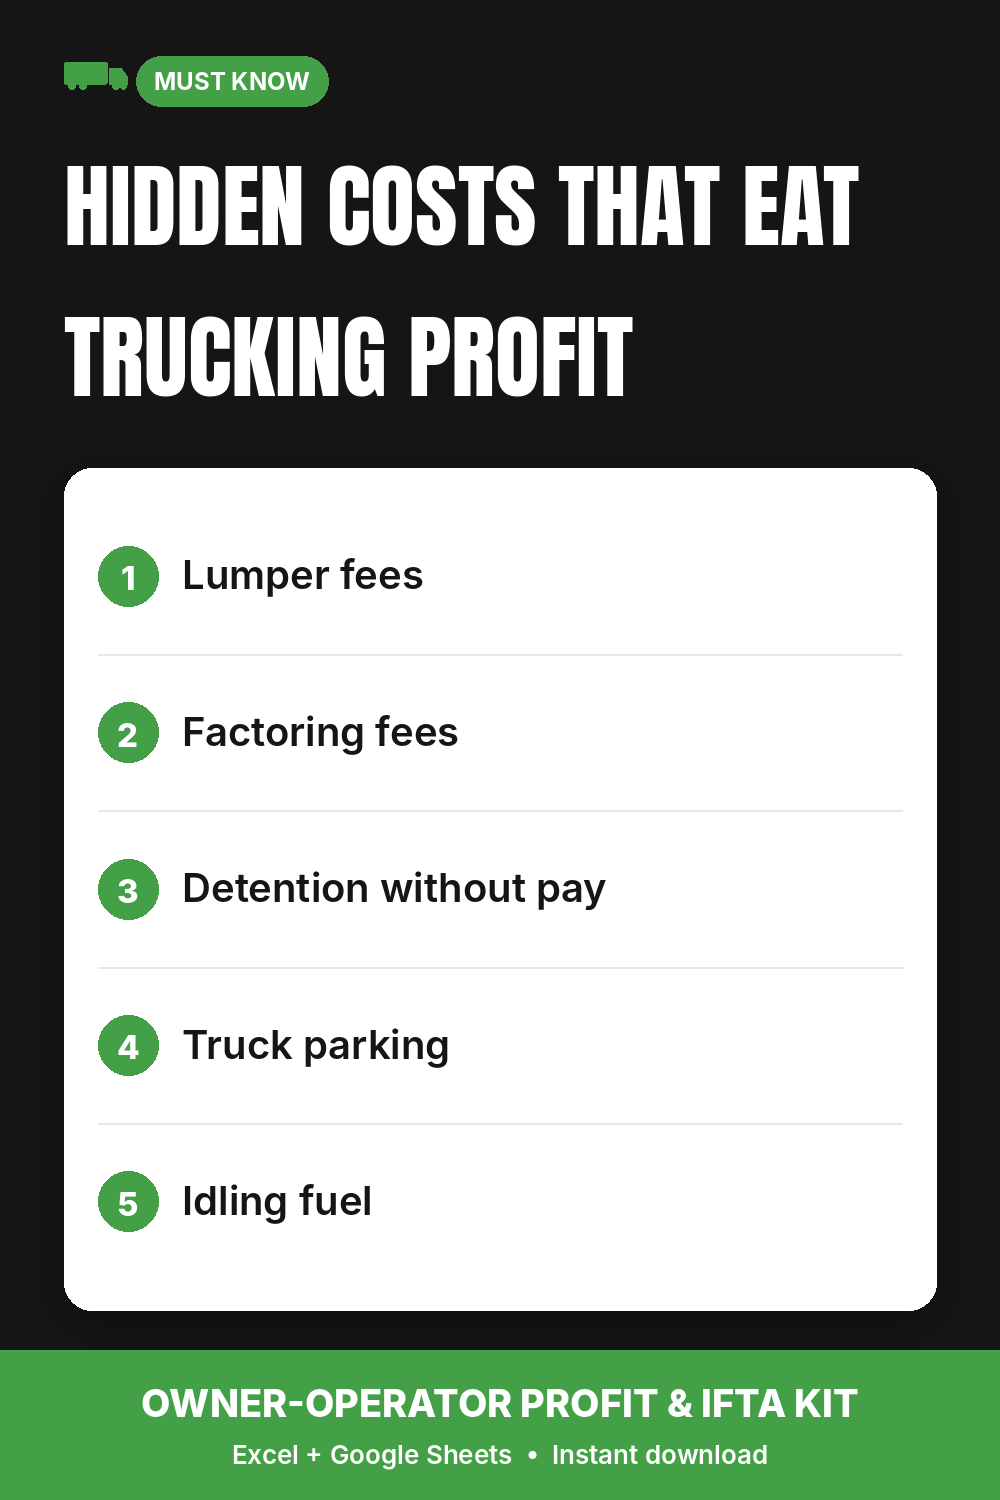 MUST KNOW
HIDDEN COSTS THAT EAT
TRUCKING PROFIT
1 Lumper fees
2 Factoring fees
3 Detention without pay
4 Truck parking
5 Idling fuel
OWNER-OPERATOR PROFIT & IFTA KIT
Excel + Google Sheets • Instant download